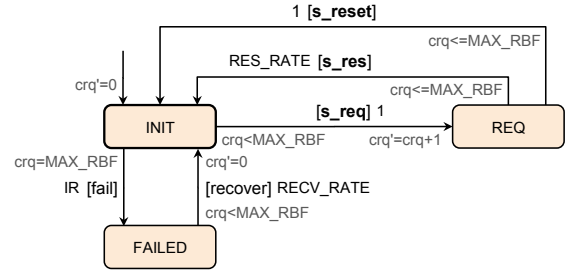 1 [s_reset]
crq<=MAX_RBF
RES_RATE [s_res]
crq'=0
crq<=MAX_RBF
[s_req] 1
INIT
REQ
crq<MAX_RBF
crq'=crq+1
crq=MAX_RBF
crq'=0
IR [fail]
[recover] RECV_RATE
crq<MAX_RBF
FAILED